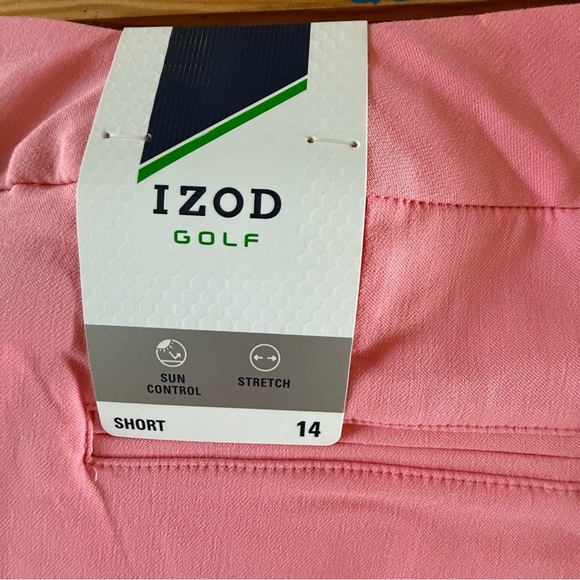 IZOD
GOLF
SUN
CONTROL
STRETCH
SHORT 14